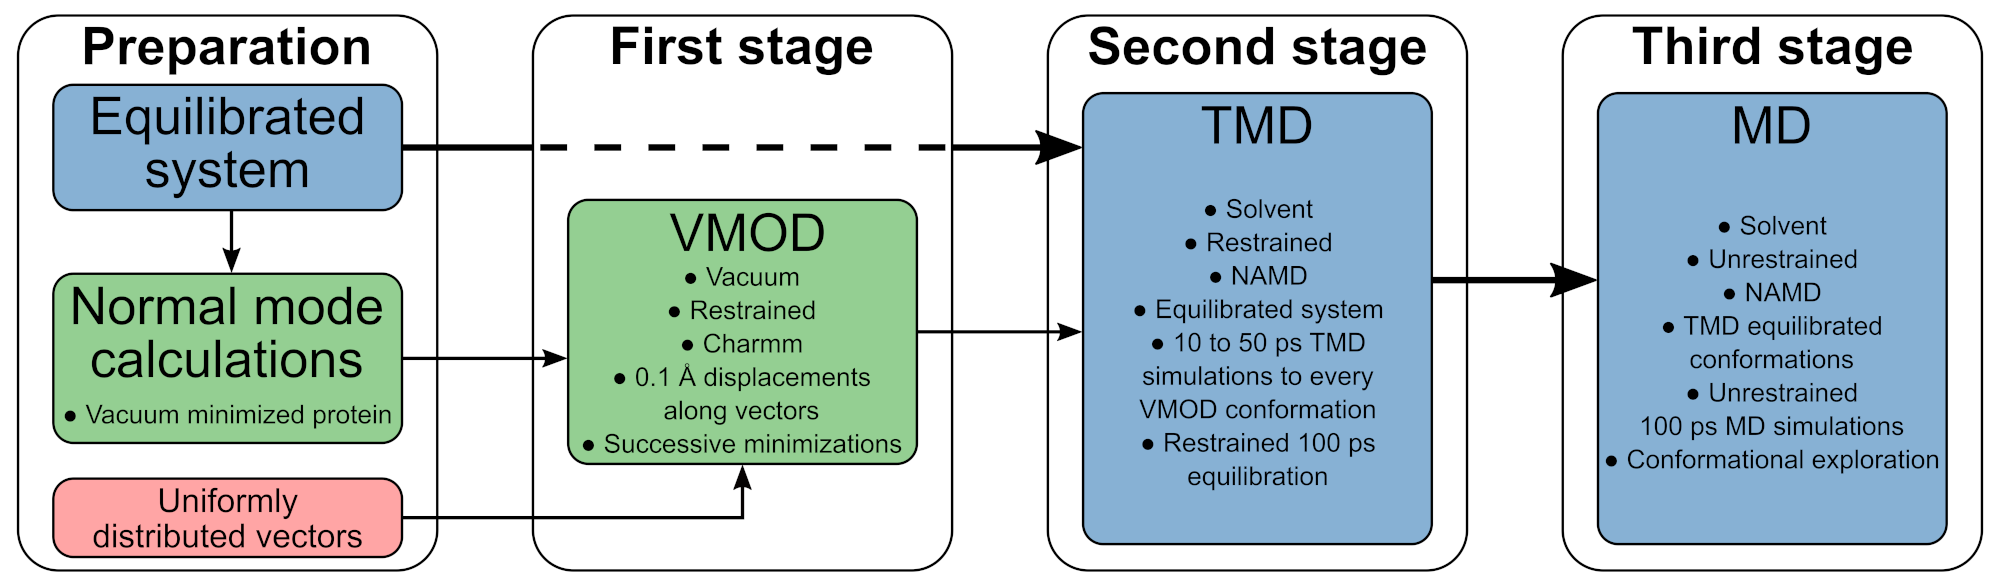 Preparation
Equilibrated
system
Normal mode
calculations
● Vacuum minimized protein
Uniformly
distributed vectors
First stage
VMOD
● Vacuum
● Restrained
● Charmm
● 0.1 Å displacements
along vectors
● Successive minimizations
Second stage
TMD
● Solvent
● Restrained
● NAMD
● Equilibrated system
● 10 to 50 ps TMD
simulations to every
VMOD conformation
● Restrained 100 ps
equilibration
Third stage
MD
● Solvent
● Unrestrained
● NAMD
● TMD equilibrated
conformations
● Unrestrained
100 ps MD simulations
● Conformational exploration